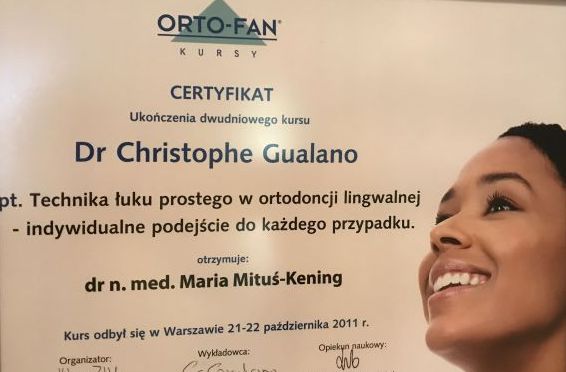 ORTO-FAN®
KURSY
CERTYFIKAT
Ukończenia dwudniowego kursu
Dr Christophe Gualano
pt. Technika łuku prostego w ortodoncji lingwalnej
- indywidualne podejście do każdego przypadku.
otrzymuje:
dr n. med. Maria Mituś-Kening
Kurs odbył się w Warszawie 21-22 października 2011 r.
Organizator: Wykładowca: Opiekun naukowy: